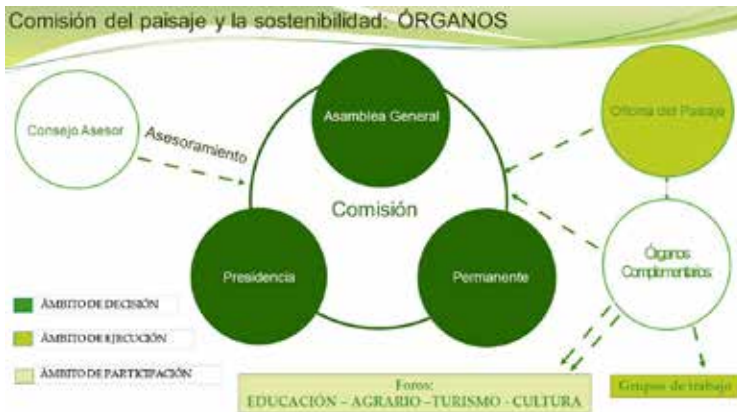 Comisión del paisaje y la sostenibilidad: ÓRGANOS
Asamblea General
Oficina del Paisaje
Consejo Asesor
Asesoramiento
Comisión
Presidencia
Permanente
Órganos
Complementarios
ÁMBITO DE DECISIÓN
ÁMBITO DE EJECUCIÓN
ÁMBITO DE PARTICIPACIÓN
Foros:
EDUCACIÓN – AGRARIO – TURISMO - CULTURA
Grupos de trabajo